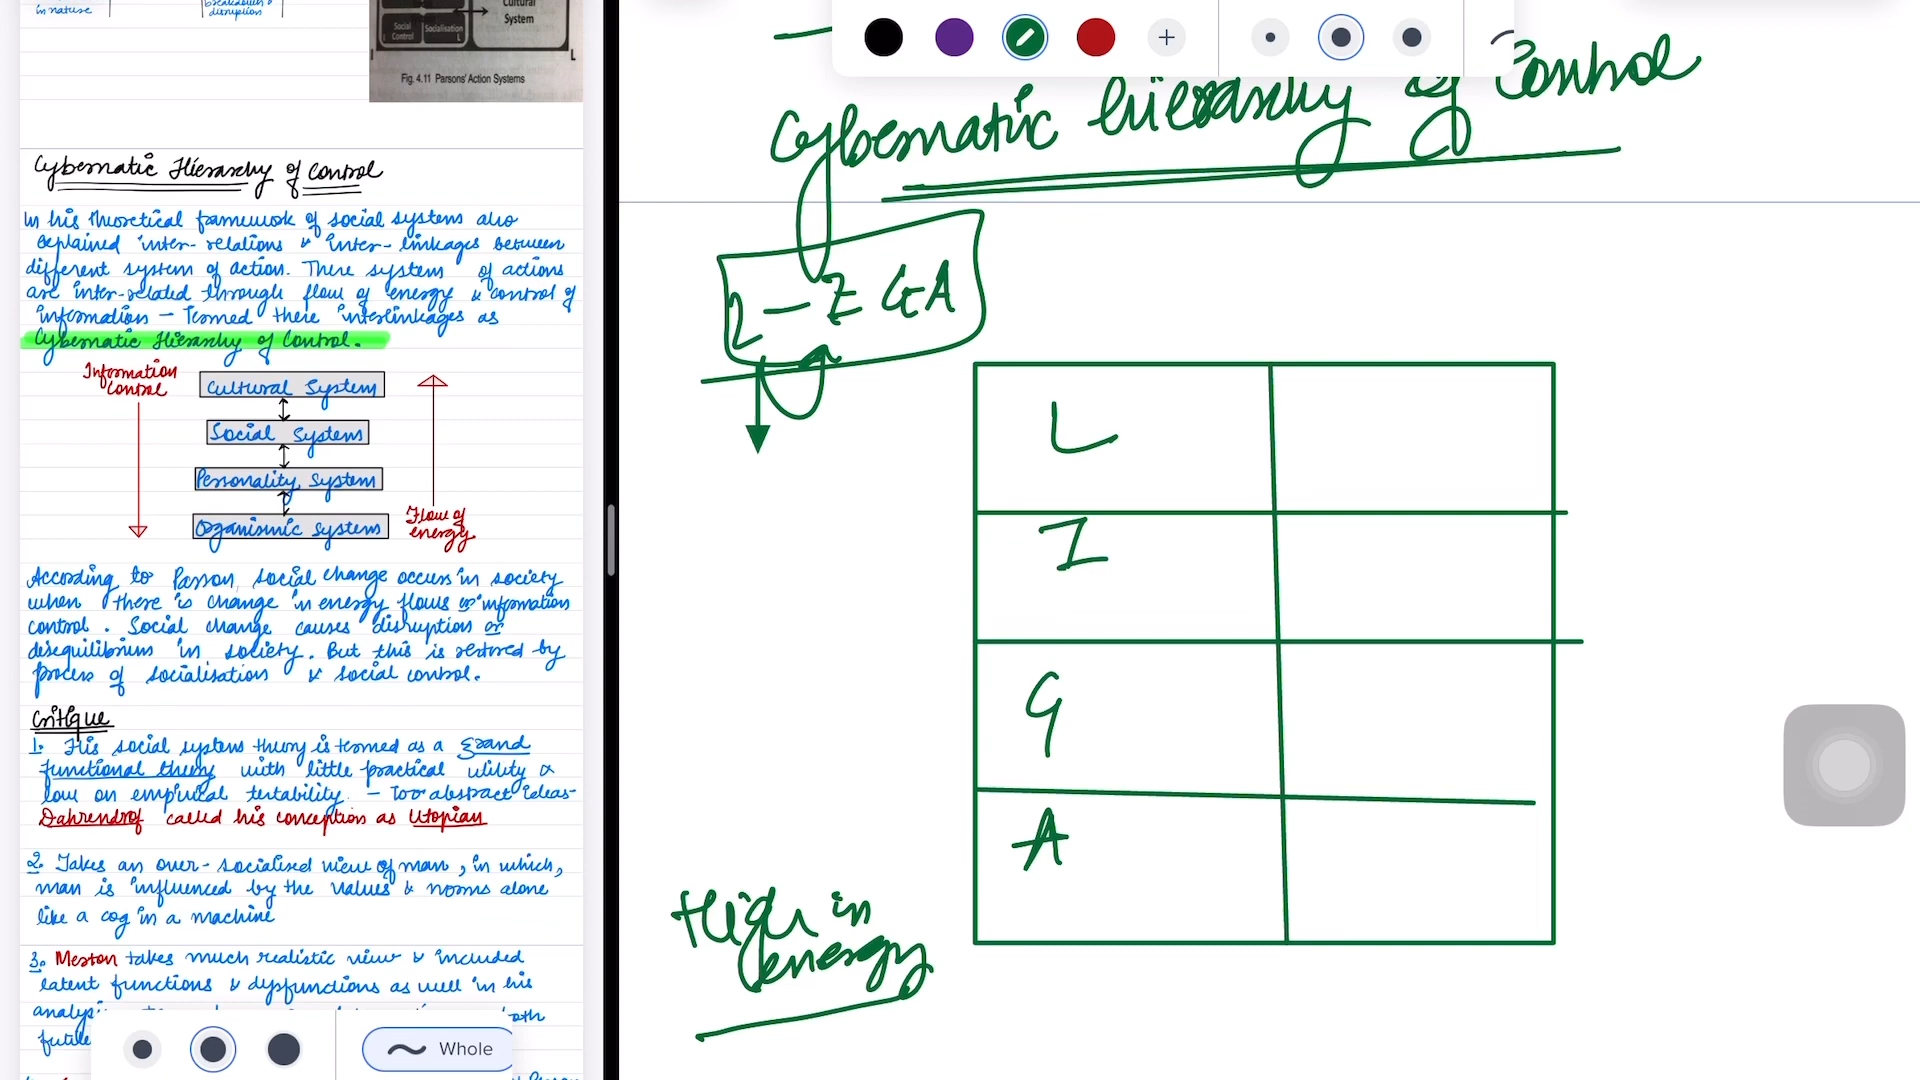 in nature
disruption
Cultural
System
Social
Control
Socialisation
L
L
Fig. 4.11 Parsons' Action Systems
Cybernatic Hierarchy of Control
In his theoretical framework of social systems also
explained inter-relations & inter-linkages between
different system of action. These system of actions
are inter-related through flow of energy & control of
information - Termed these interlinkages as
Cybernatic Hierarchy of Control.
Information
Control
Cultural System
Social System
Personality System
Organismic System
Flow of
energy
According to Parson, social change occurs in society
when there is change in energy flows or information
control. Social change causes disruption or
disequilibrium in society. But this is restored by
process of socialisation & social control.
Critique
1. His social systems theory is termed as a Grand
functional theory with little practical utility &
low on empirical testability. - Too abstract ideas-
Dahrendrof called his conception as Utopian
2. Takes an over-socialized view of man, in which,
man is influenced by the values & norms alone
like a cog in a machine
3. Merton takes much realistic view & included
latent functions & dysfunctions as well in his
Whole
Cybernatic hierarchy of Control
L-IGA
L
I
G
A
High in
energy